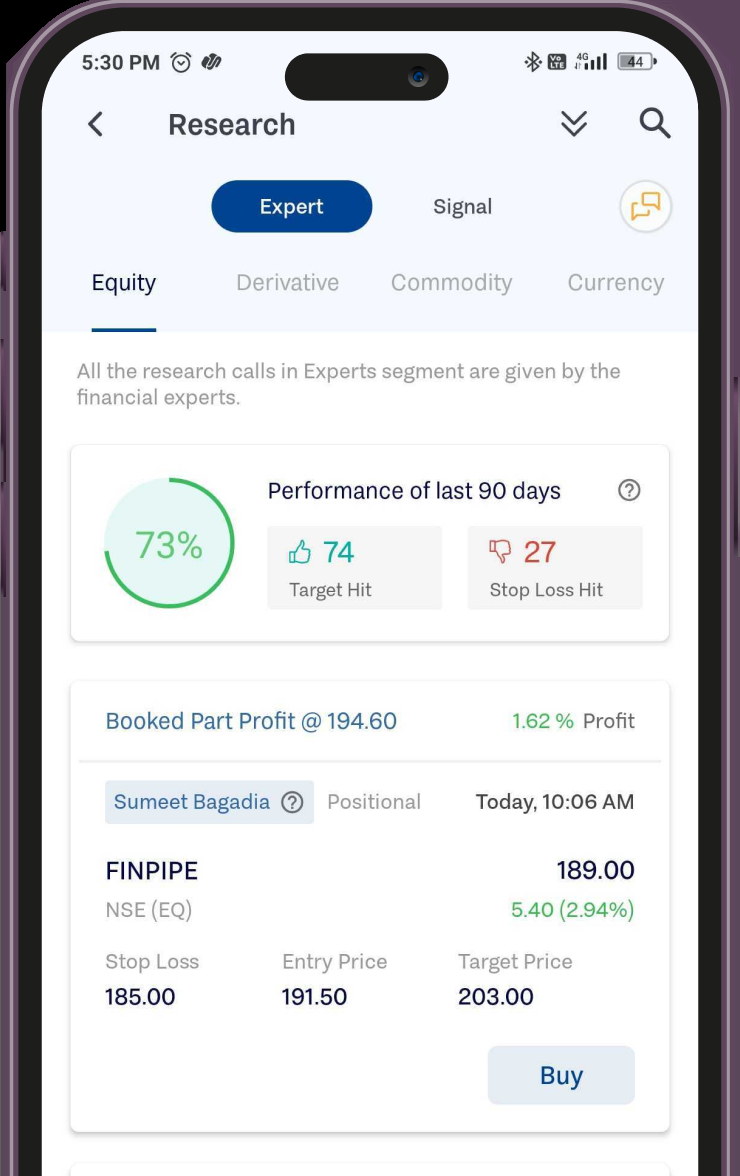 5:30 PM
Vo LTE 4G 44
Research
Expert Signal
Equity Derivative Commodity Currency
All the research calls in Experts segment are given by the
financial experts.
Performance of last 90 days ?
73%
74 27
Target Hit Stop Loss Hit
Booked Part Profit @ 194.60 1.62 % Profit
Sumeet Bagadia ? Positional Today, 10:06 AM
FINPIPE 189.00
NSE (EQ) 5.40 (2.94%)
Stop Loss Entry Price Target Price
185.00 191.50 203.00
Buy